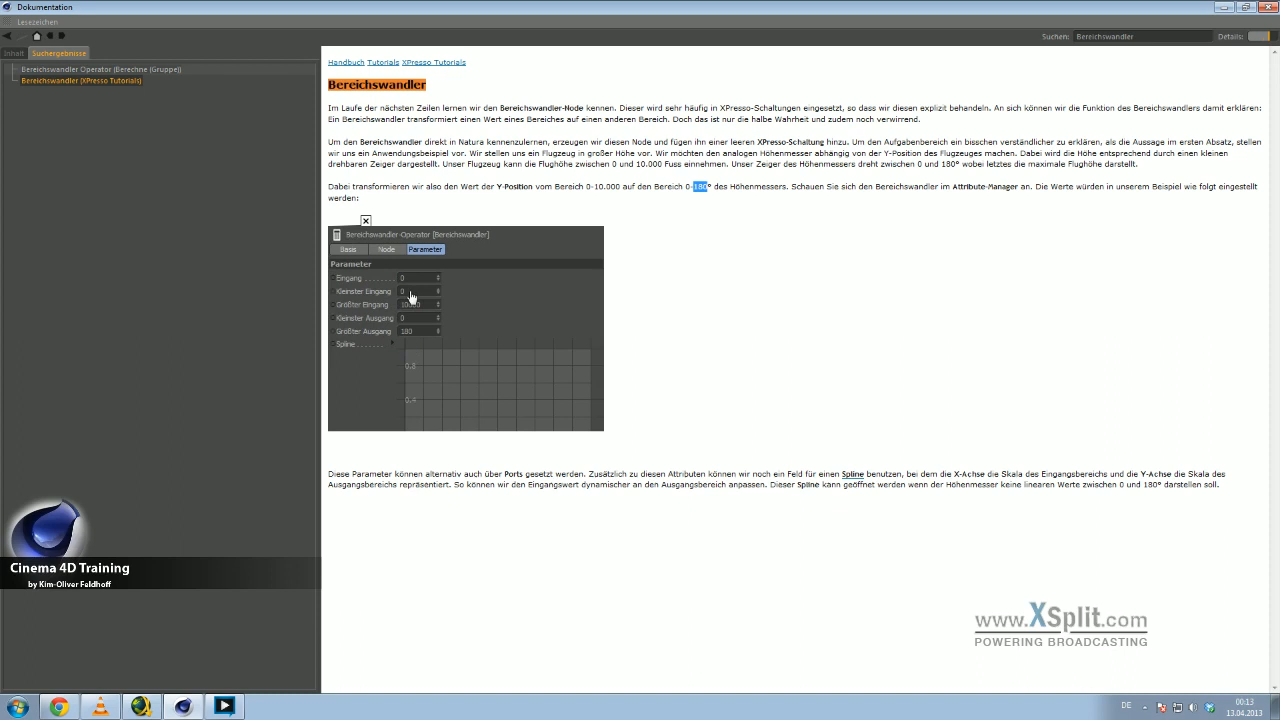 Dokumentation
Lesezeichen
Suchen: Bereichswandler Details:
Inhalt Suchergebnisse
Bereichswandler Operator (Berechne (Gruppe))
Bereichswandler (XPresso Tutorials)
Handbuch Tutorials XPresso Tutorials
Bereichswandler
Im Laufe der nächsten Zeilen lernen wir den Bereichswandler-Node kennen. Dieser wird sehr häufig in XPresso-Schaltungen eingesetzt, so dass wir diesen explizit behandeln. An sich können wir die Funktion des Bereichswandlers damit erklären:
Ein Bereichswandler transformiert einen Wert eines Bereiches auf einen anderen Bereich. Doch das ist nur die halbe Wahrheit und zudem noch verwirrend.
Um den Bereichswandler direkt in Natura kennenzulernen, erzeugen wir diesen Node und fügen ihn einer leeren XPresso-Schaltung hinzu. Um den Aufgabenbereich ein bisschen verständlicher zu erklären, als die Aussage im ersten Absatz, stellen
wir uns ein Anwendungsbeispiel vor. Wir stellen uns ein Flugzeug in großer Höhe vor. Wir möchten den analogen Höhenmesser abhängig von der Y-Position des Flugzeuges machen. Dabei wird die Höhe entsprechend durch einen kleinen
drehbaren Zeiger dargestellt. Unser Flugzeug kann die Flughöhe zwischen 0 und 10.000 Fuss einnehmen. Unser Zeiger des Höhenmessers dreht zwischen 0 und 180° wobei letztes die maximale Flughöhe darstellt.
Dabei transformieren wir also den Wert der Y-Position vom Bereich 0-10.000 auf den Bereich 0-180° des Höhenmessers. Schauen Sie sich den Bereichswandler im Attribute-Manager an. Die Werte würden in unserem Beispiel wie folgt eingestellt
werden:
Bereichswandler-Operator [Bereichswandler]
Basis Node Parameter
Parameter
Eingang 0
Kleinster Eingang 0
Größter Eingang
Kleinster Ausgang 0
Größter Ausgang 180
Spline
0.8
0.4
Diese Parameter können alternativ auch über Ports gesetzt werden. Zusätzlich zu diesen Attributen können wir noch ein Feld für einen Spline benutzen, bei dem die X-Achse die Skala des Eingangsbereichs und die Y-Achse die Skala des
Ausgangsbereichs repräsentiert. So können wir den Eingangswert dynamischer an den Ausgangsbereich anpassen. Dieser Spline kann geöffnet werden wenn der Höhenmesser keine linearen Werte zwischen 0 und 180° darstellen soll.
Cinema 4D Training
by Kim-Oliver Feldhoff
www.XSplit.com
POWERING BROADCASTING
DE
00:13
13.04.2013